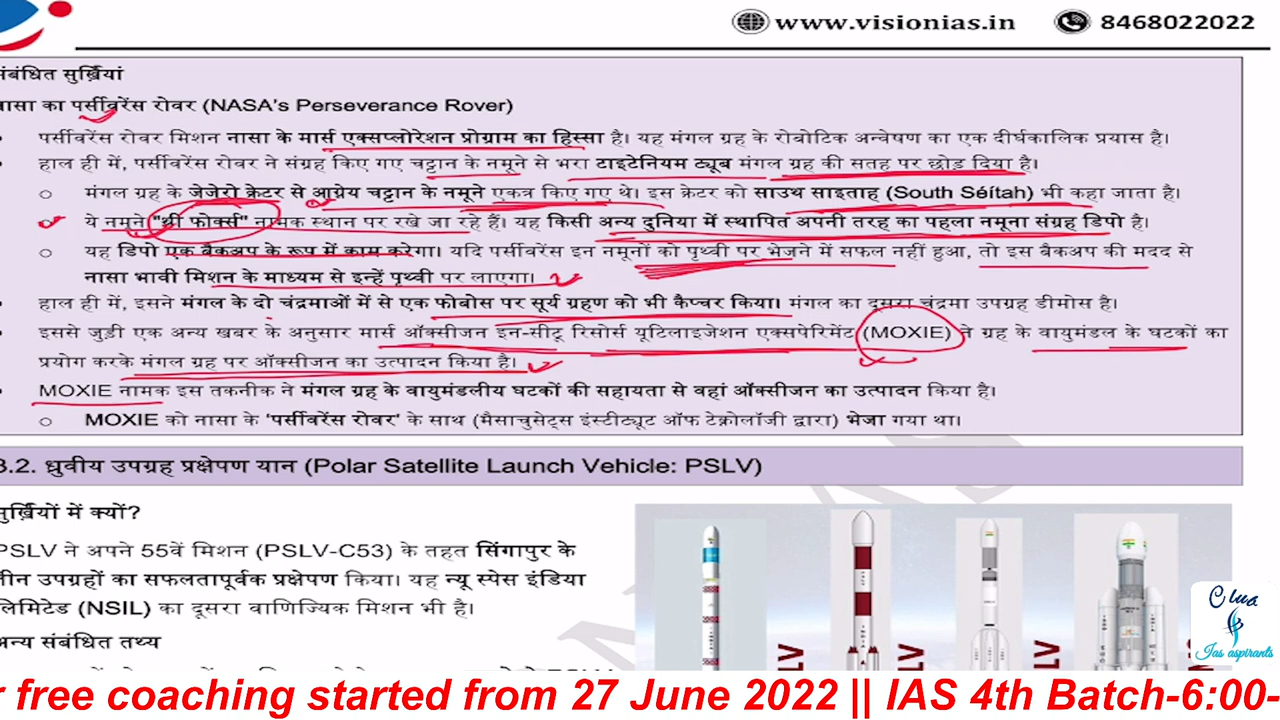 www.visionias.in 8468022022
संबंधित सुर्ख़ियां
नासा का पर्सीवरेंस रोवर (NASA's Perseverance Rover)
पर्सीवरेंस रोवर मिशन नासा के मार्स एक्सप्लोरेशन प्रोग्राम का हिस्सा है। यह मंगल ग्रह के रोबोटिक अन्वेषण का एक दीर्घकालिक प्रयास है।
हाल ही में, पर्सीवरेंस रोवर ने संग्रह किए गए चट्टान के नमूने से भरा टाइटेनियम ट्यूब मंगल ग्रह की सतह पर छोड़ दिया है।
o मंगल ग्रह के जेजेरो क्रेटर से आग्नेय चट्टान के नमूने एकत्र किए गए थे। इस क्रेटर को साउथ साइताह (South Séítah) भी कहा जाता है।
o ये नमूने "थ्री फोर्क्स" नामक स्थान पर रखे जा रहे हैं। यह किसी अन्य दुनिया में स्थापित अपनी तरह का पहला नमूना संग्रह डिपो है।
o यह डिपो एक बैकअप के रूप में काम करेगा। यदि पर्सीवरेंस इन नमूनों को पृथ्वी पर भेजने में सफल नहीं हुआ, तो इस बैकअप की मदद से
नासा भावी मिशन के माध्यम से इन्हें पृथ्वी पर लाएगा।
हाल ही में, इसने मंगल के दो चंद्रमाओं में से एक फोबोस पर सूर्य ग्रहण को भी कैप्चर किया। मंगल का दूसरा चंद्रमा उपग्रह डीमोस है।
इससे जुड़ी एक अन्य खबर के अनुसार मार्स ऑक्सीजन इन-सीटू रिसोर्स यूटिलाइजेशन एक्सपेरिमेंट (MOXIE) ने ग्रह के वायुमंडल के घटकों का
प्रयोग करके मंगल ग्रह पर ऑक्सीजन का उत्पादन किया है।
MOXIE नामक इस तकनीक ने मंगल ग्रह के वायुमंडलीय घटकों की सहायता से वहां ऑक्सीजन का उत्पादन किया है।
o MOXIE को नासा के 'पर्सीवरेंस रोवर' के साथ (मैसाचुसेट्स इंस्टीट्यूट ऑफ टेक्नोलॉजी द्वारा) भेजा गया था।
3.2. ध्रुवीय उपग्रह प्रक्षेपण यान (Polar Satellite Launch Vehicle: PSLV)
सुर्ख़ियों में क्यों?
PSLV ने अपने 55वें मिशन (PSLV-C53) के तहत सिंगापुर के
तीन उपग्रहों का सफलतापूर्वक प्रक्षेपण किया। यह न्यू स्पेस इंडिया
लिमिटेड (NSIL) का दूसरा वाणिज्यिक मिशन भी है।
अन्य संबंधित तथ्य
Ias aspirants
r free coaching started from 27 June 2022 || IAS 4th Batch-6:00-